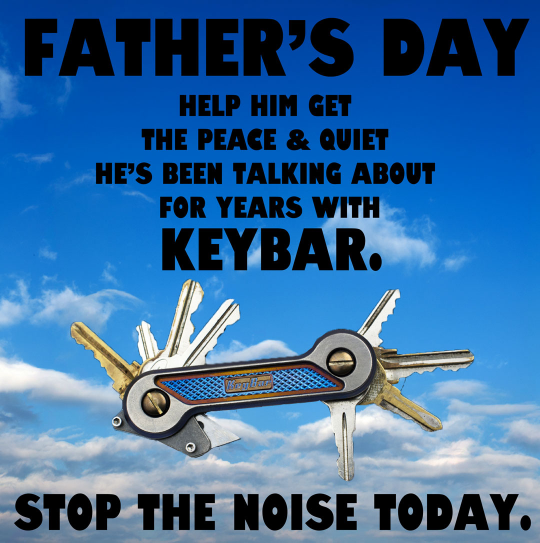 FATHER'S DAY
HELP HIM GET
THE PEACE & QUIET
HE'S BEEN TALKING ABOUT
FOR YEARS WITH
KEYBAR.
KeyBar
STOP THE NOISE TODAY.